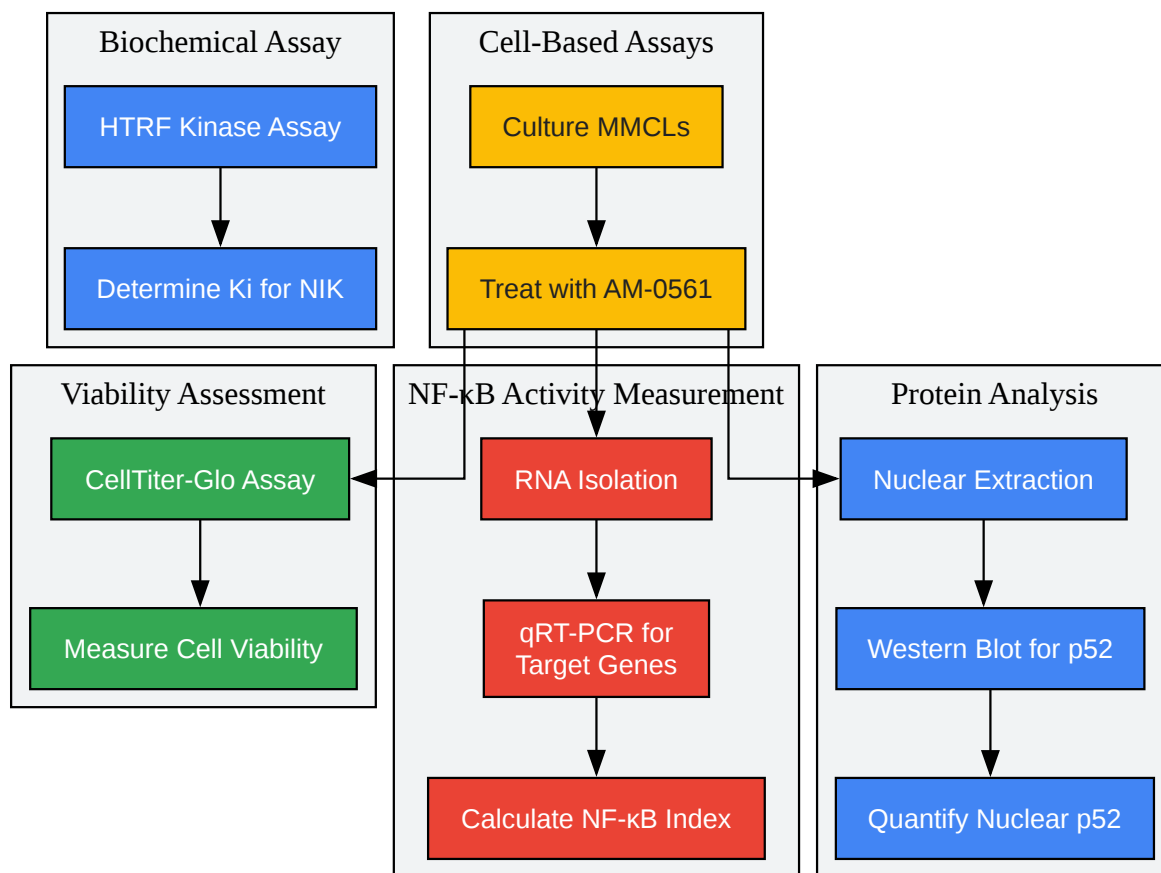 Biochemical Assay
HTRF Kinase Assay
Determine Ki for NIK
Cell-Based Assays
Culture MMCLs
Treat with AM-0561
Viability Assessment
CellTiter-Glo Assay
Measure Cell Viability
NF-κB Activity Measurement
RNA Isolation
qRT-PCR for
Target Genes
Calculate NF-κB Index
Protein Analysis
Nuclear Extraction
Western Blot for p52
Quantify Nuclear p52